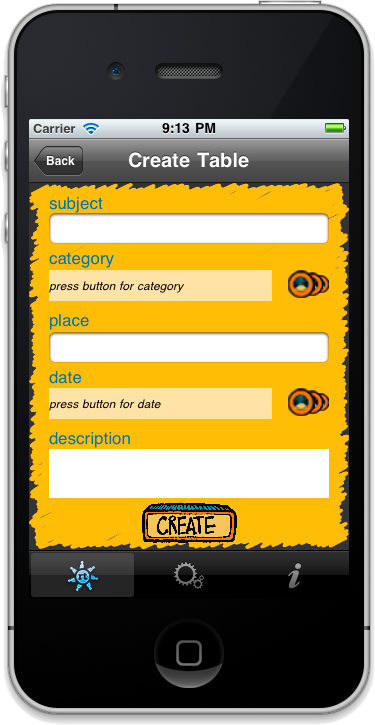 Carrier 9:13 PM
Back Create Table
subject
category
press button for category
place
date
press button for date
description
CREATE
i